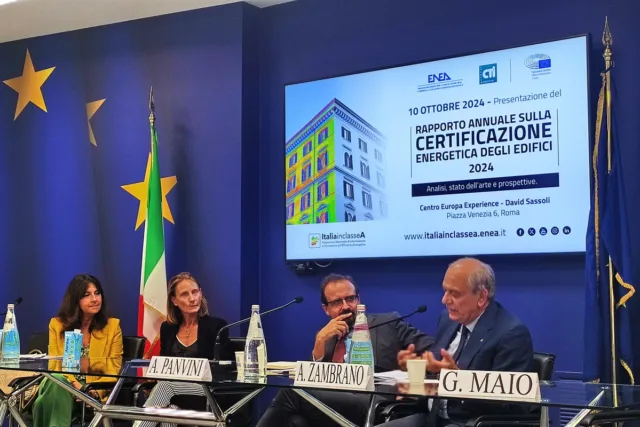 ENEA
CTI
10 OTTOBRE 2024 - Presentazione del
RAPPORTO ANNUALE SULLA
CERTIFICAZIONE
ENERGETICA DEGLI EDIFICI
2024
Analisi, stato dell'arte e prospettive.
Centro Europa Experience - David Sassoli
Piazza Venezia 6, Roma
ItaliainclasseA
www.italiainclassea.enea.it
A. PANVINI
A. ZAMBRANO
G. MAIO